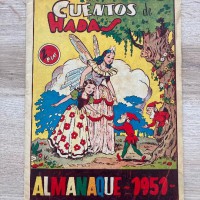 CUENTOS de
HADAS
ALMANAQUE-1951-